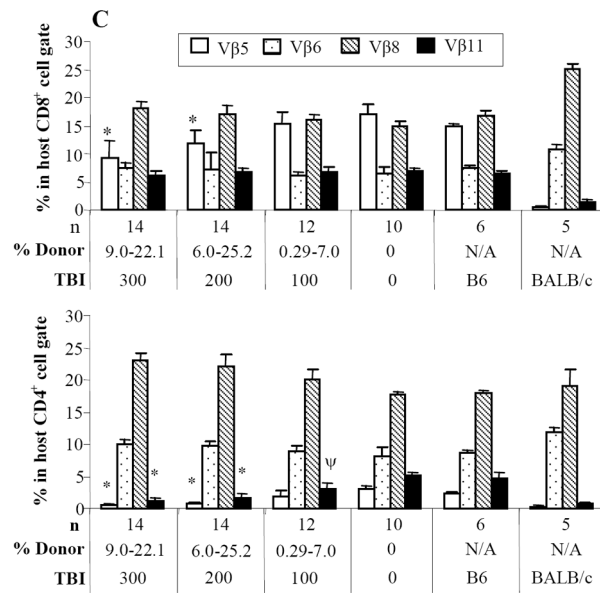 C
Vβ5 Vβ6 Vβ8 Vβ11
% in host CD8⁺ cell gate
30
25
20
15
10
5
0
* *
n 14 14 12 10 6 5
% Donor 9.0-22.1 6.0-25.2 0.29-7.0 0 N/A N/A
TBI 300 200 100 0 B6 BALB/c
% in host CD4⁺ cell gate
30
25
20
15
10
5
0
* * * * ψ
n 14 14 12 10 6 5
% Donor 9.0-22.1 6.0-25.2 0.29-7.0 0 N/A N/A
TBI 300 200 100 0 B6 BALB/c